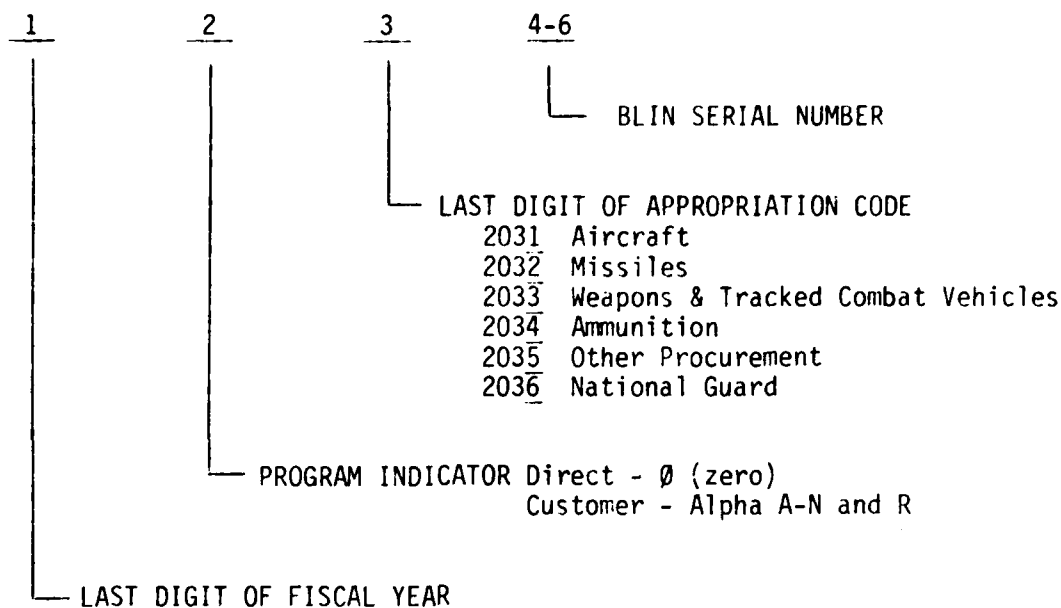 1 2 3 4-6
BLIN SERIAL NUMBER
LAST DIGIT OF APPROPRIATION CODE
2031 Aircraft
2032 Missiles
2033 Weapons & Tracked Combat Vehicles
2034 Ammunition
2035 Other Procurement
2036 National Guard
PROGRAM INDICATOR Direct - Ø (zero)
Customer - Alpha A-N and R
LAST DIGIT OF FISCAL YEAR